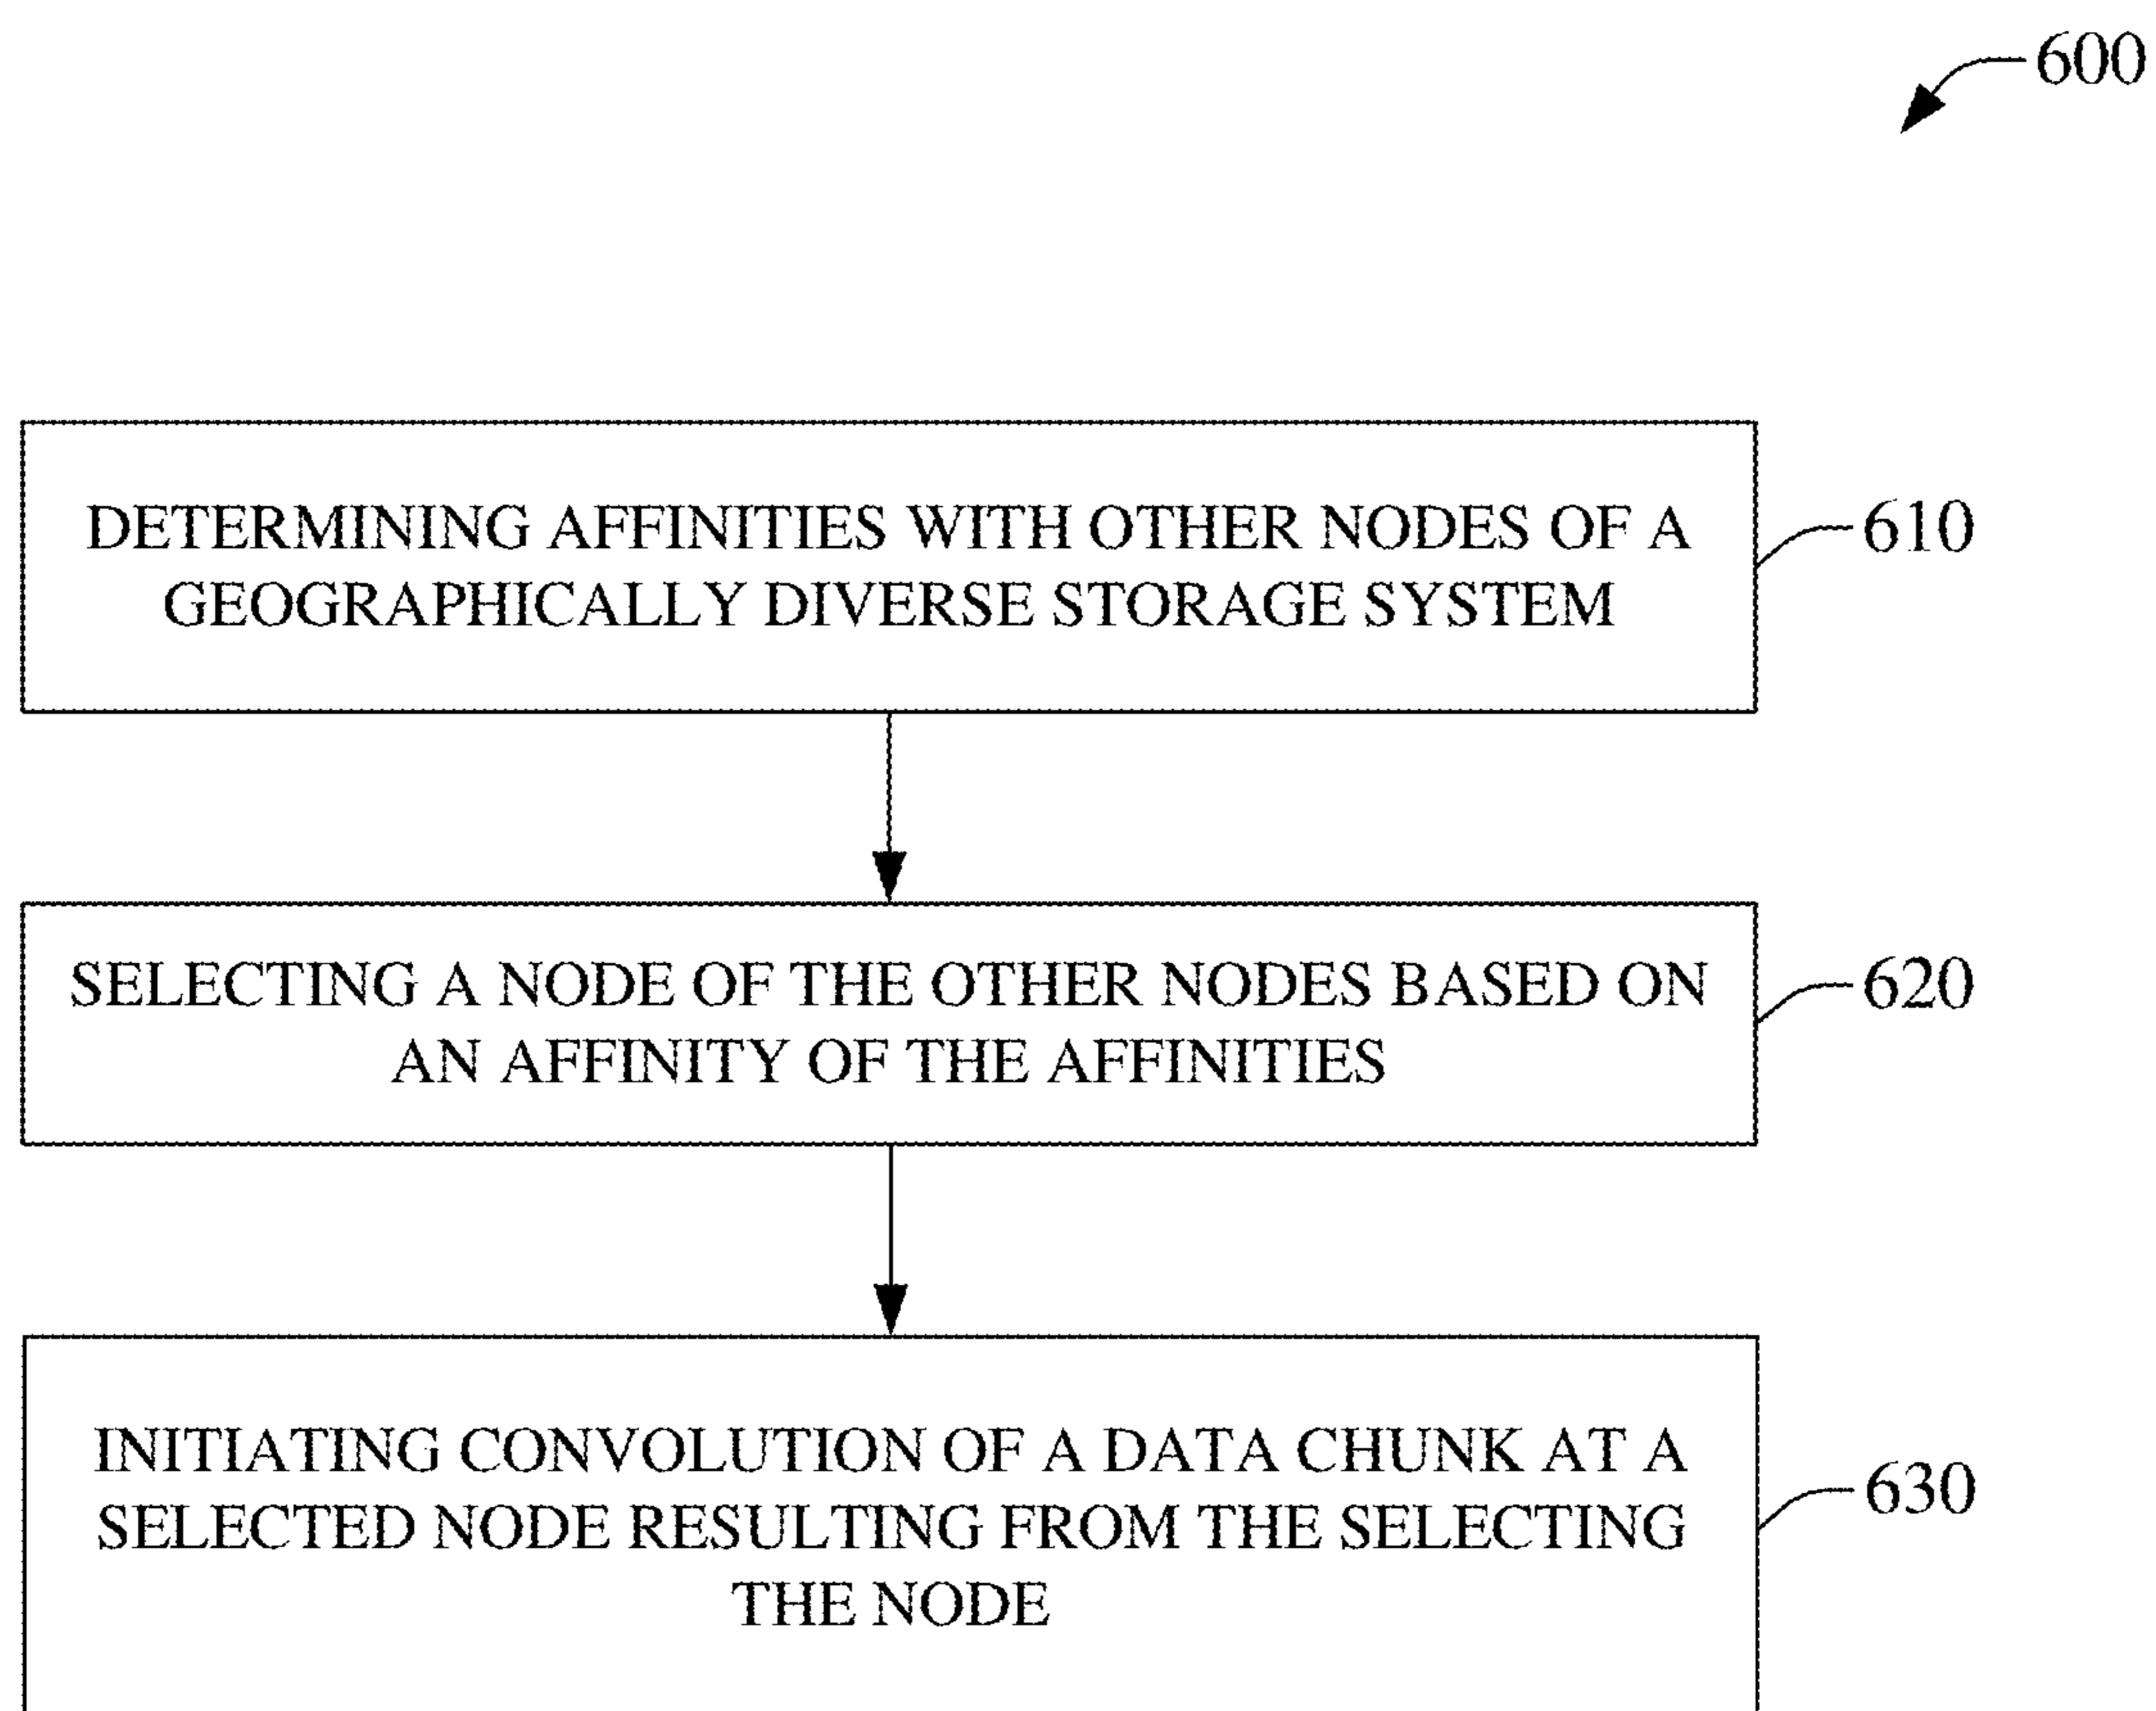 600
DETERMINING AFFINITIES WITH OTHER NODES OF A
GEOGRAPHICALLY DIVERSE STORAGE SYSTEM
610
SELECTING A NODE OF THE OTHER NODES BASED ON
AN AFFINITY OF THE AFFINITIES
620
INITIATING CONVOLUTION OF A DATA CHUNK AT A
SELECTED NODE RESULTING FROM THE SELECTING
THE NODE
630